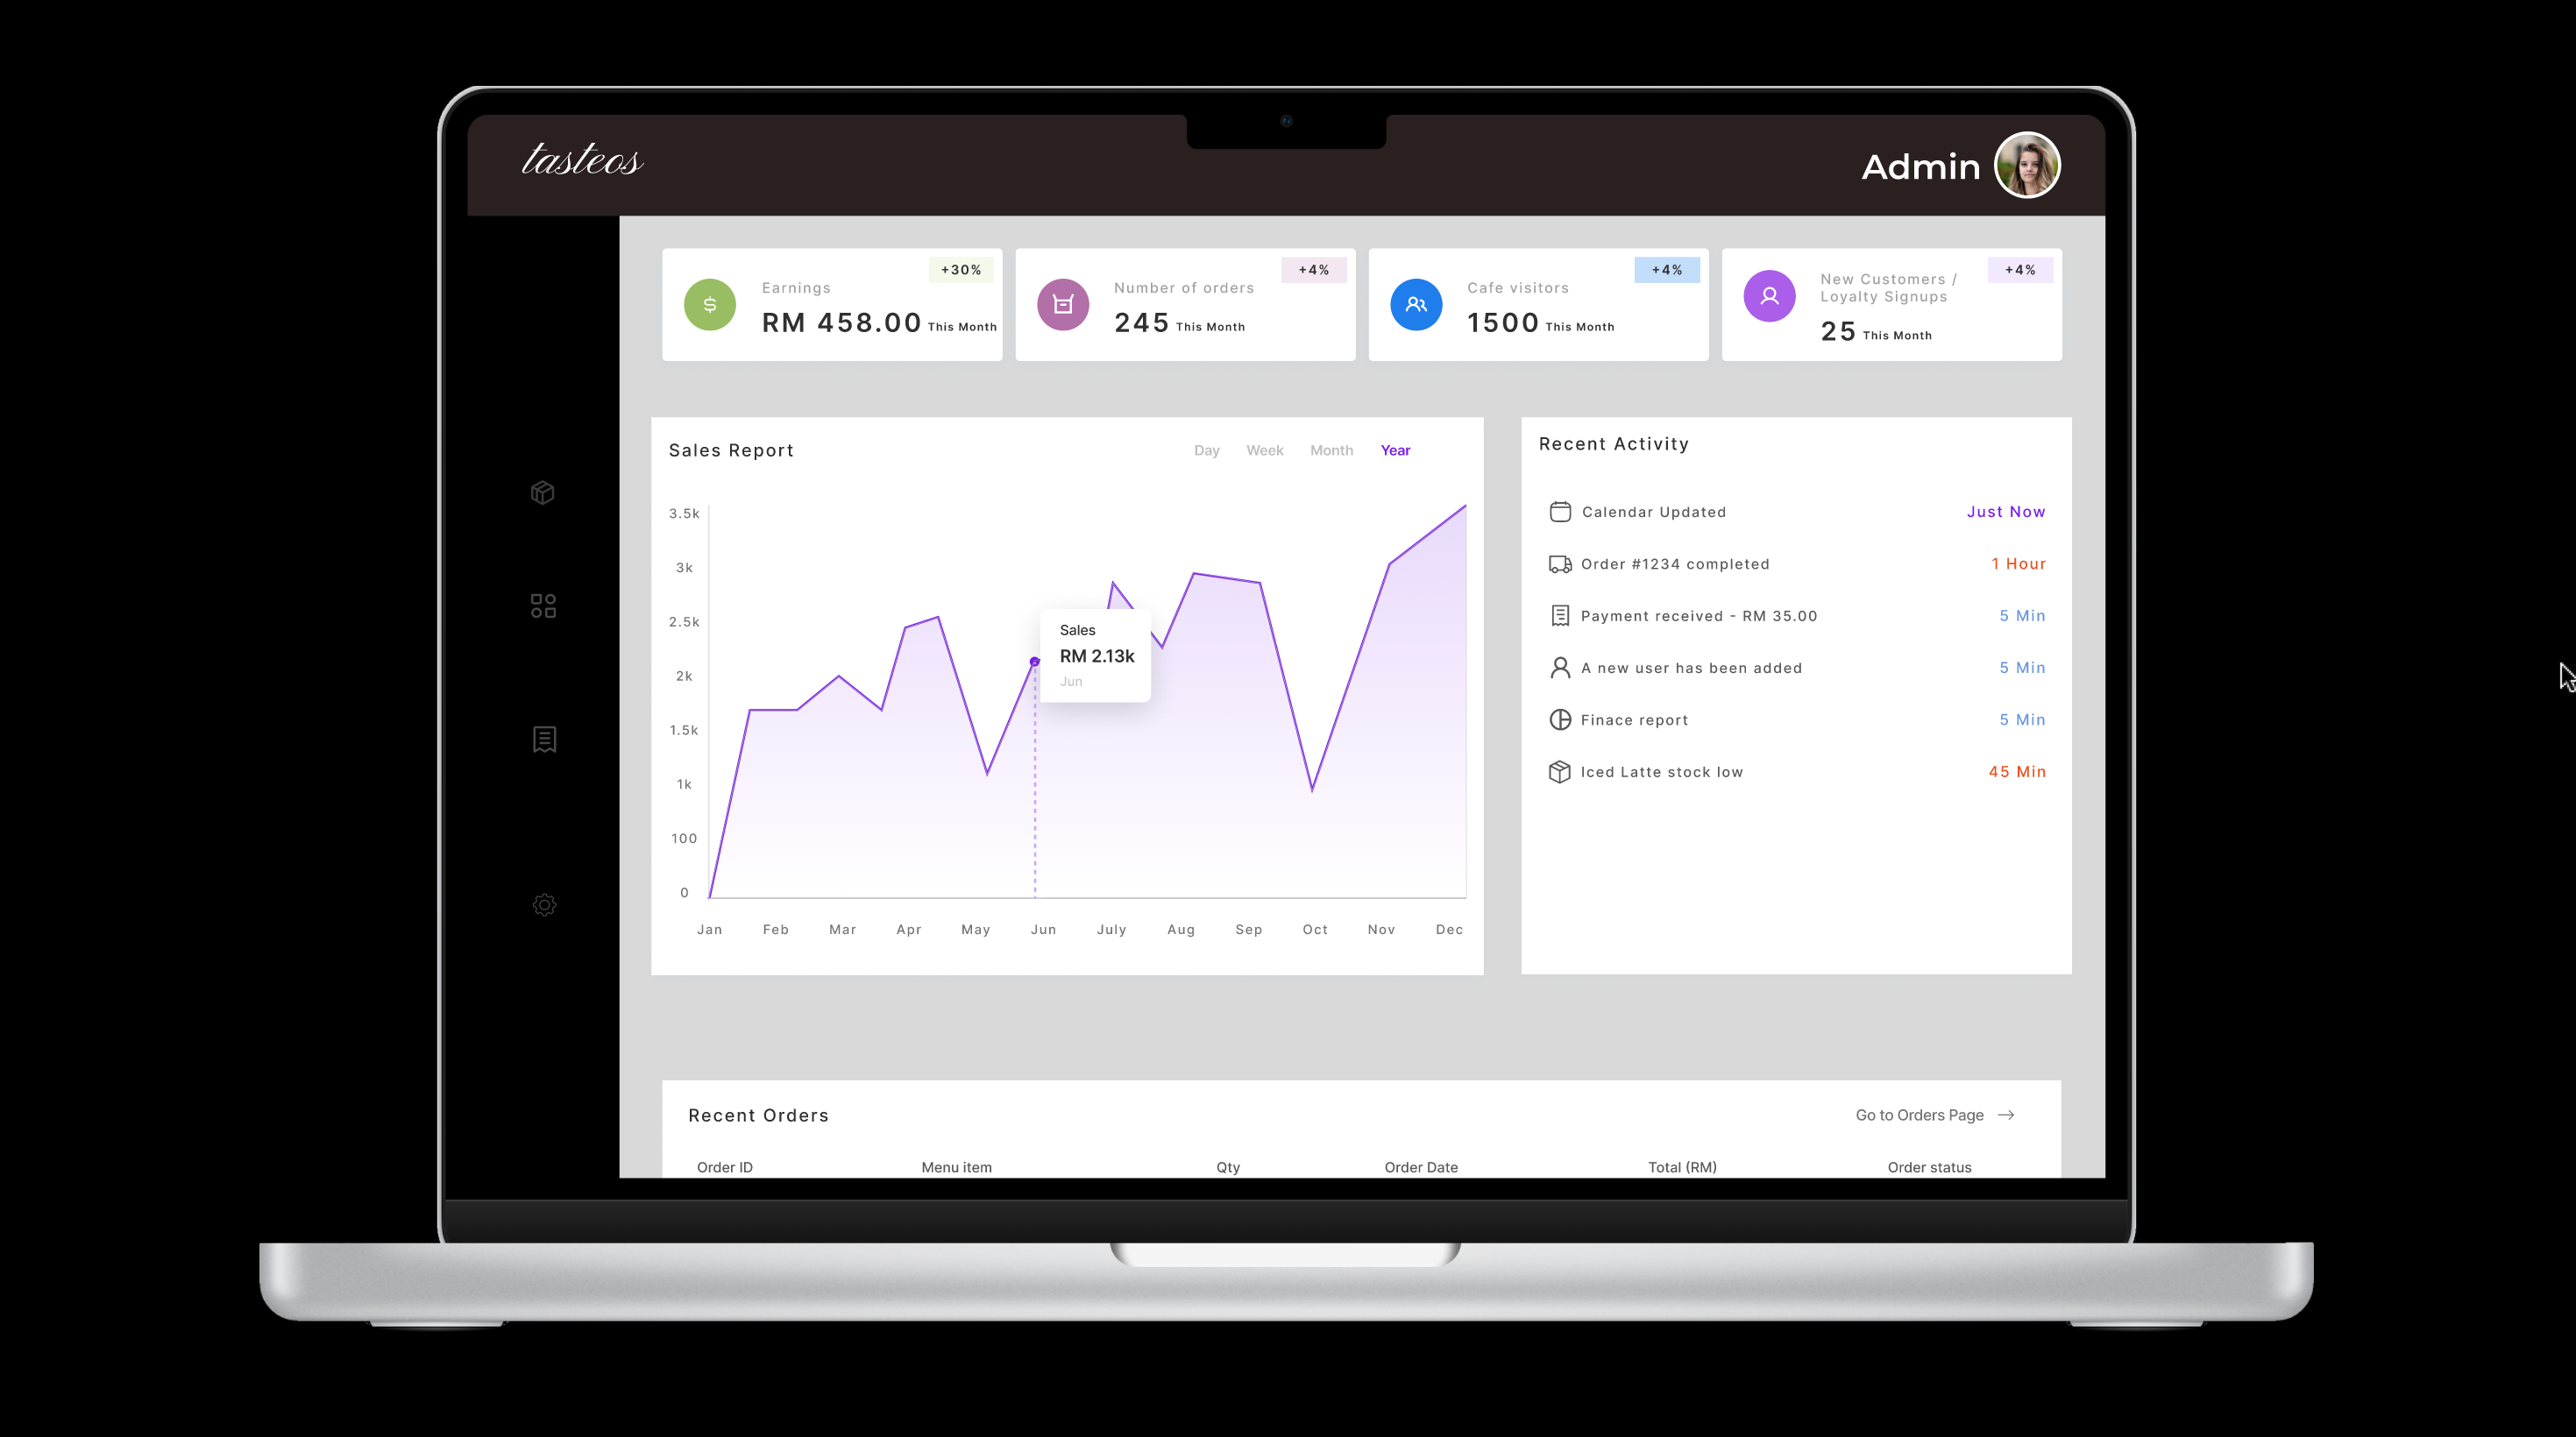 tasteos
Admin
Earnings
+30%
RM 458.00 This Month
Number of orders
+4%
245 This Month
Cafe visitors
+4%
1500 This Month
New Customers /
Loyalty Signups
+4%
25 This Month
Sales Report
Day Week Month Year
3.5k
3k
2.5k
2k
1.5k
1k
100
0
Sales
RM 2.13k
Jun
Jan Feb Mar Apr May Jun July Aug Sep Oct Nov Dec
Recent Activity
Calendar Updated Just Now
Order #1234 completed 1 Hour
Payment received - RM 35.00 5 Min
A new user has been added 5 Min
Finace report 5 Min
Iced Latte stock low 45 Min
Recent Orders
Go to Orders Page →
Order ID Menu item Qty Order Date Total (RM) Order status